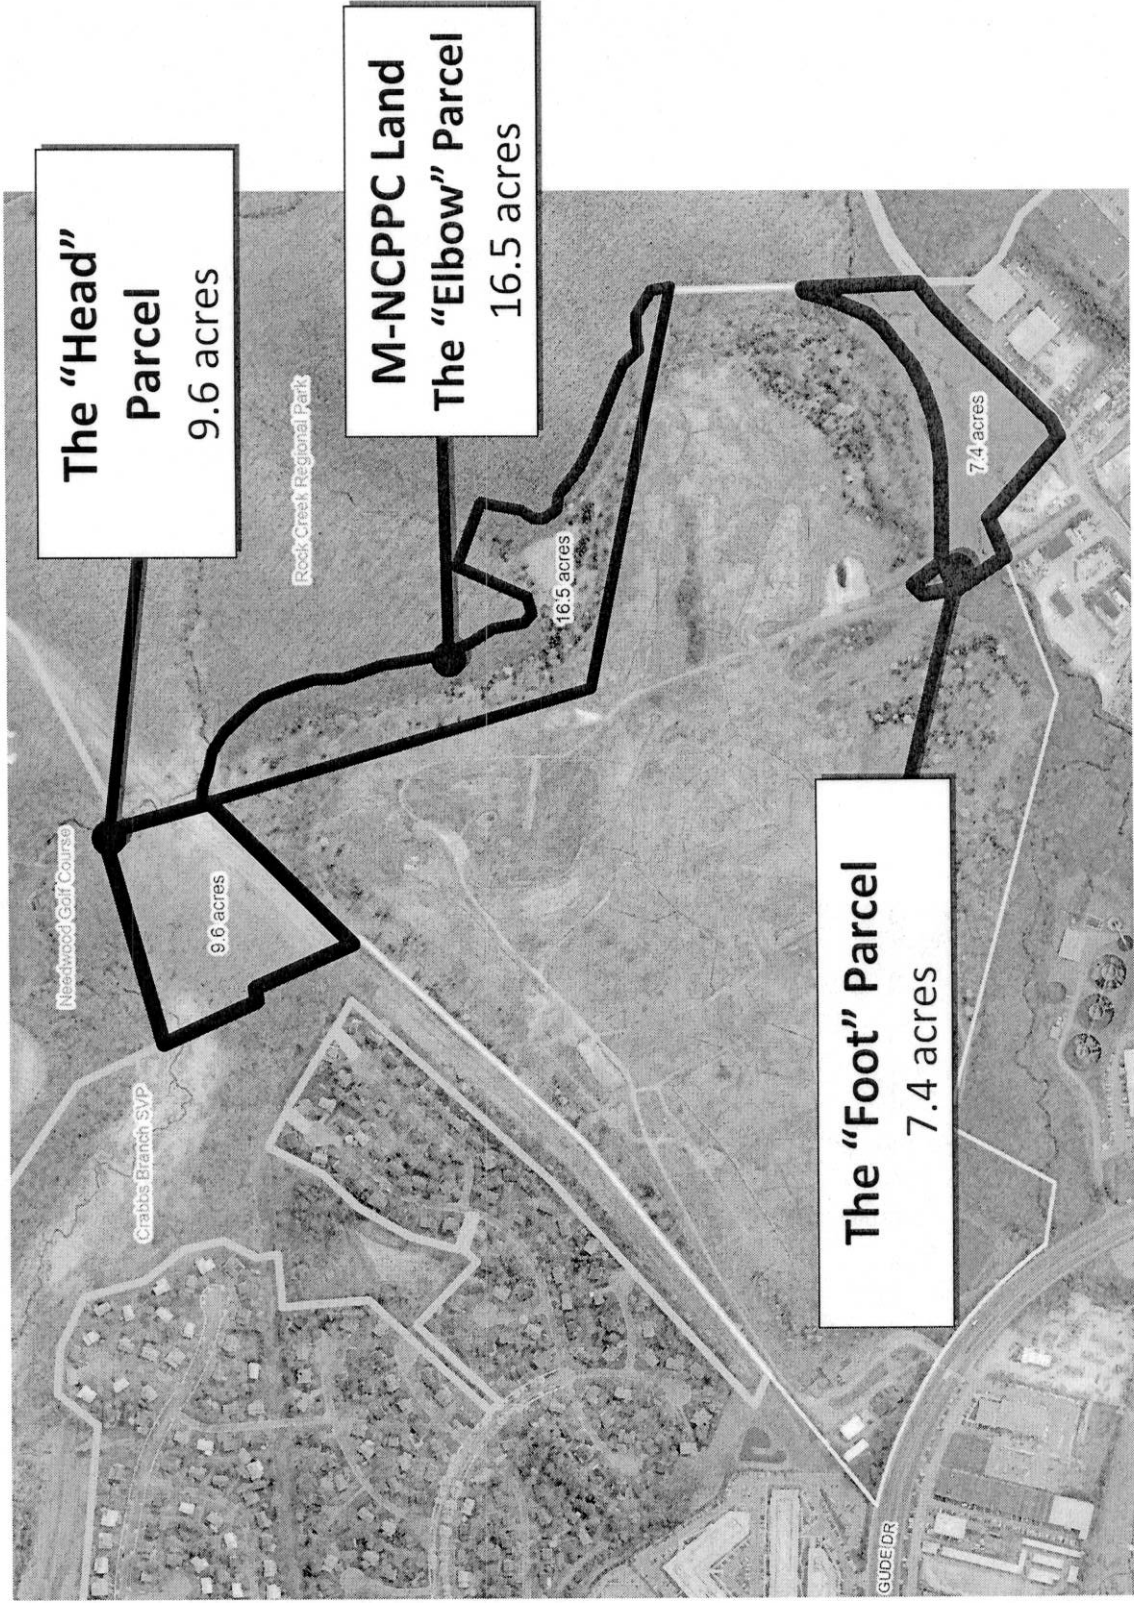 The "Head"
Parcel
9.6 acres
M-NCPPC Land
The "Elbow" Parcel
16.5 acres
The "Foot" Parcel
7.4 acres
Needwood Golf Course
Rock Creek Regional Park
Crabbs Branch SVP
9.6 acres
16.5 acres
7.4 acres
GUDE DR